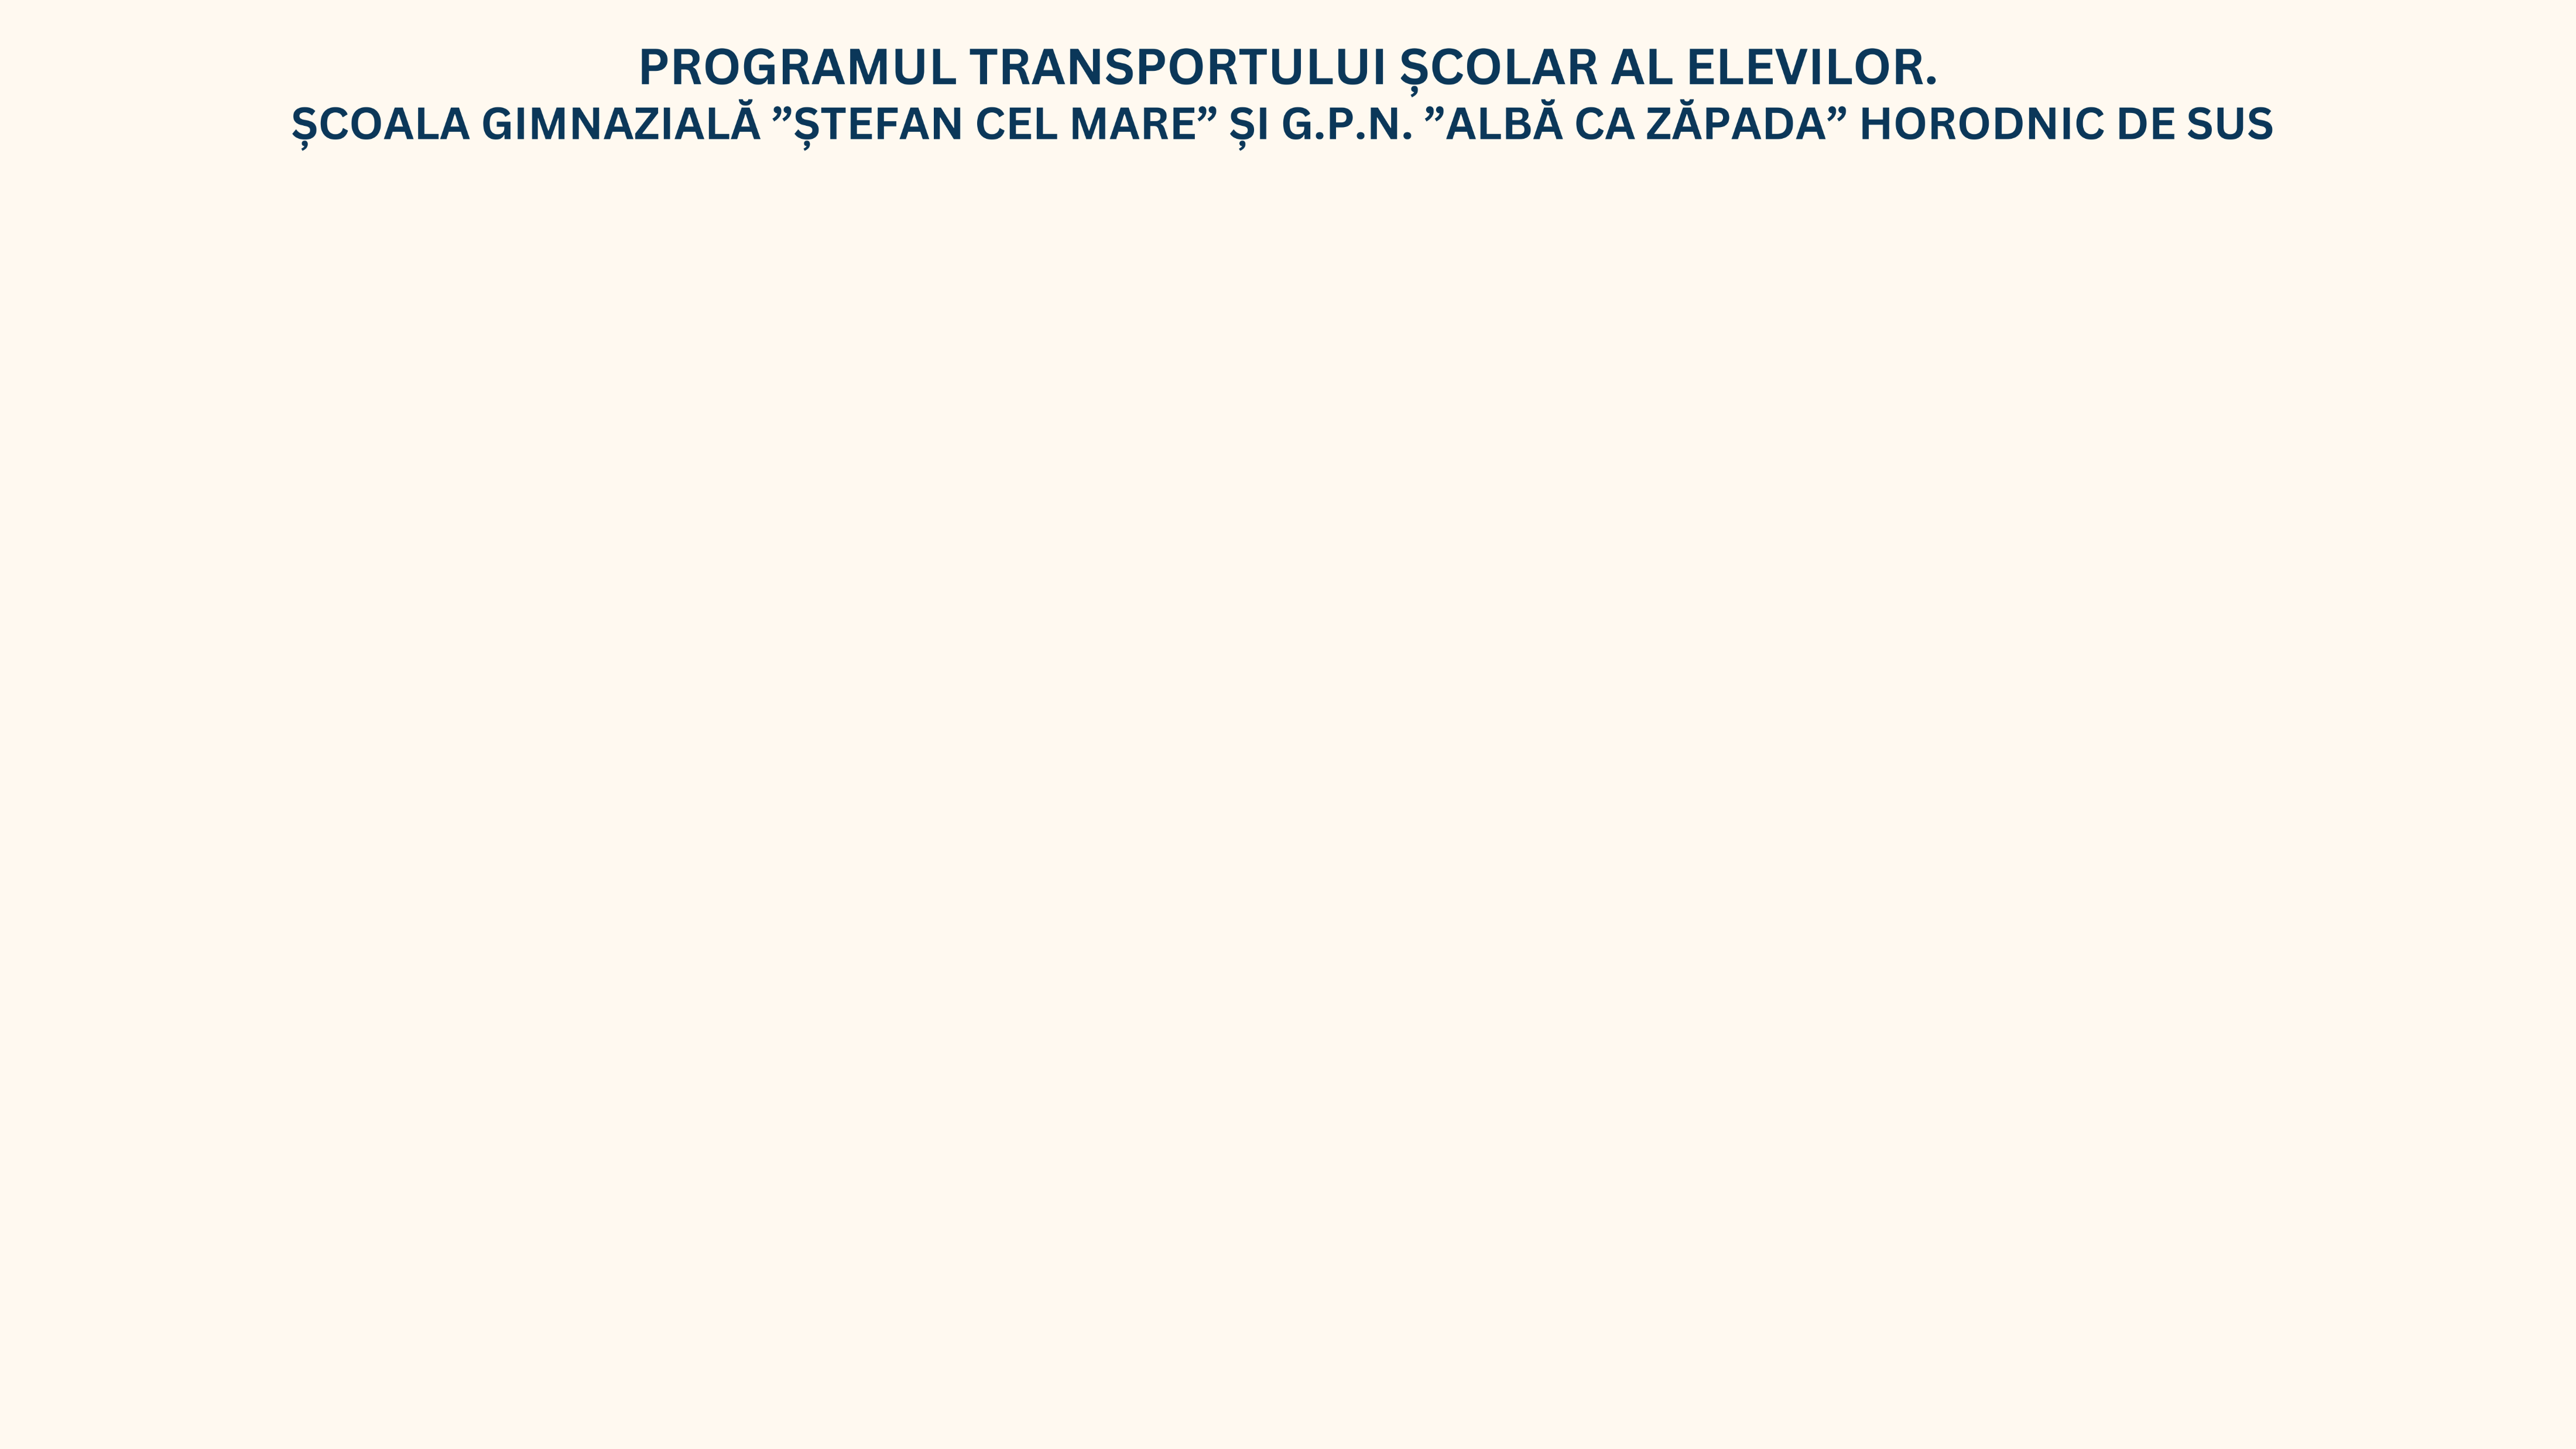 PROGRAMUL TRANSPORTULUI ȘCOLAR AL ELEVILOR.
ȘCOALA GIMNAZIALĂ ”ȘTEFAN CEL MARE” ȘI G.P.N. ”ALBĂ CA ZĂPADA” HORODNIC DE SUS